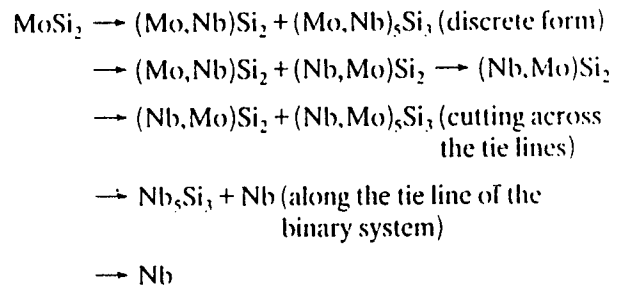 MoSi₂ → (Mo,Nb)Si₂ + (Mo,Nb)₅Si₃ (discrete form)
→ (Mo,Nb)Si₂ + (Nb,Mo)Si₂ → (Nb,Mo)Si₂
→ (Nb,Mo)Si₂ + (Nb,Mo)₅Si₃ (cutting across
the tie lines)
→ Nb₅Si₃ + Nb (along the tie line of the
binary system)
→ Nb